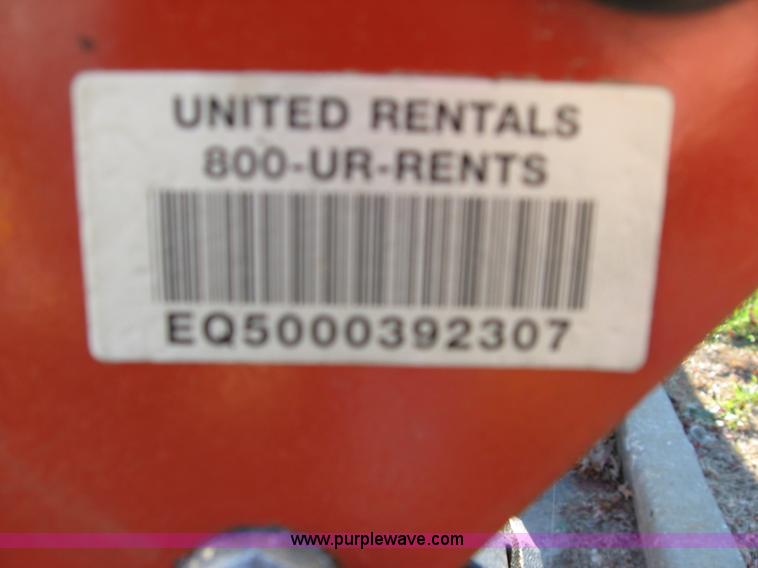 UNITED RENTALS
800-UR-RENTS
EQ5000392307
www.purplewave.com